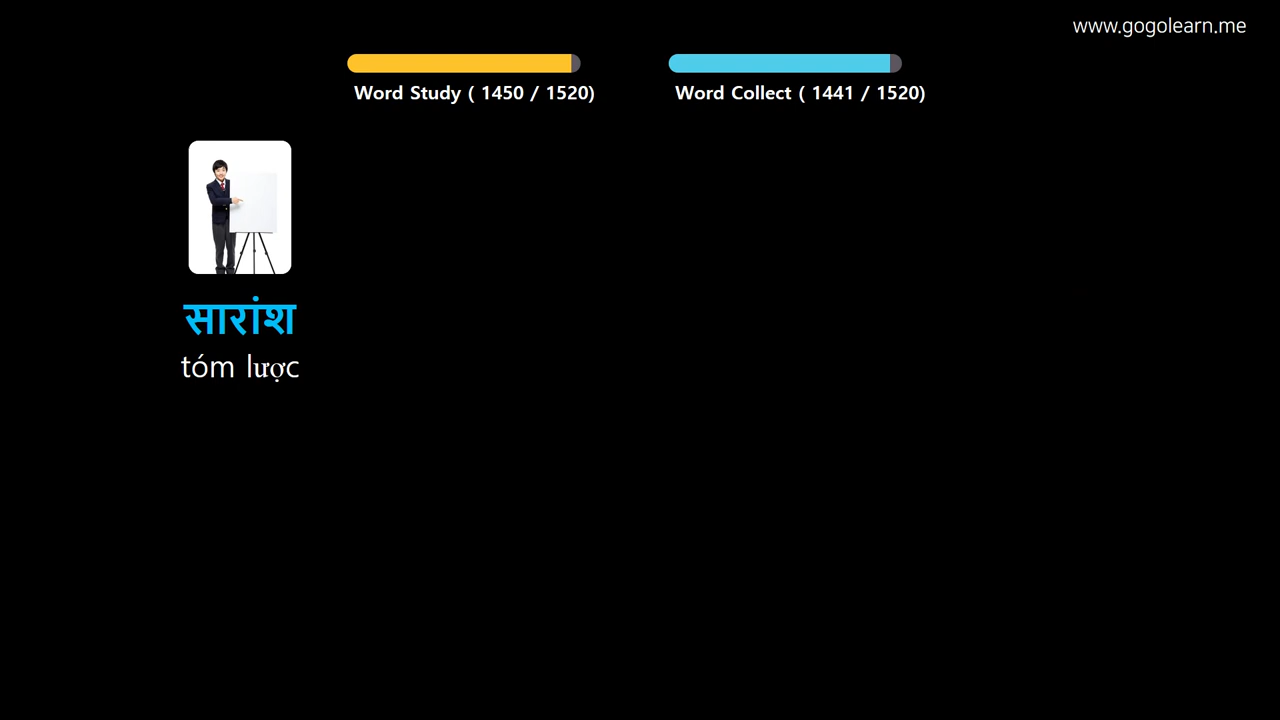 www.gogolearn.me
Word Study ( 1450 / 1520)
Word Collect ( 1441 / 1520)
सारांश
tóm lược